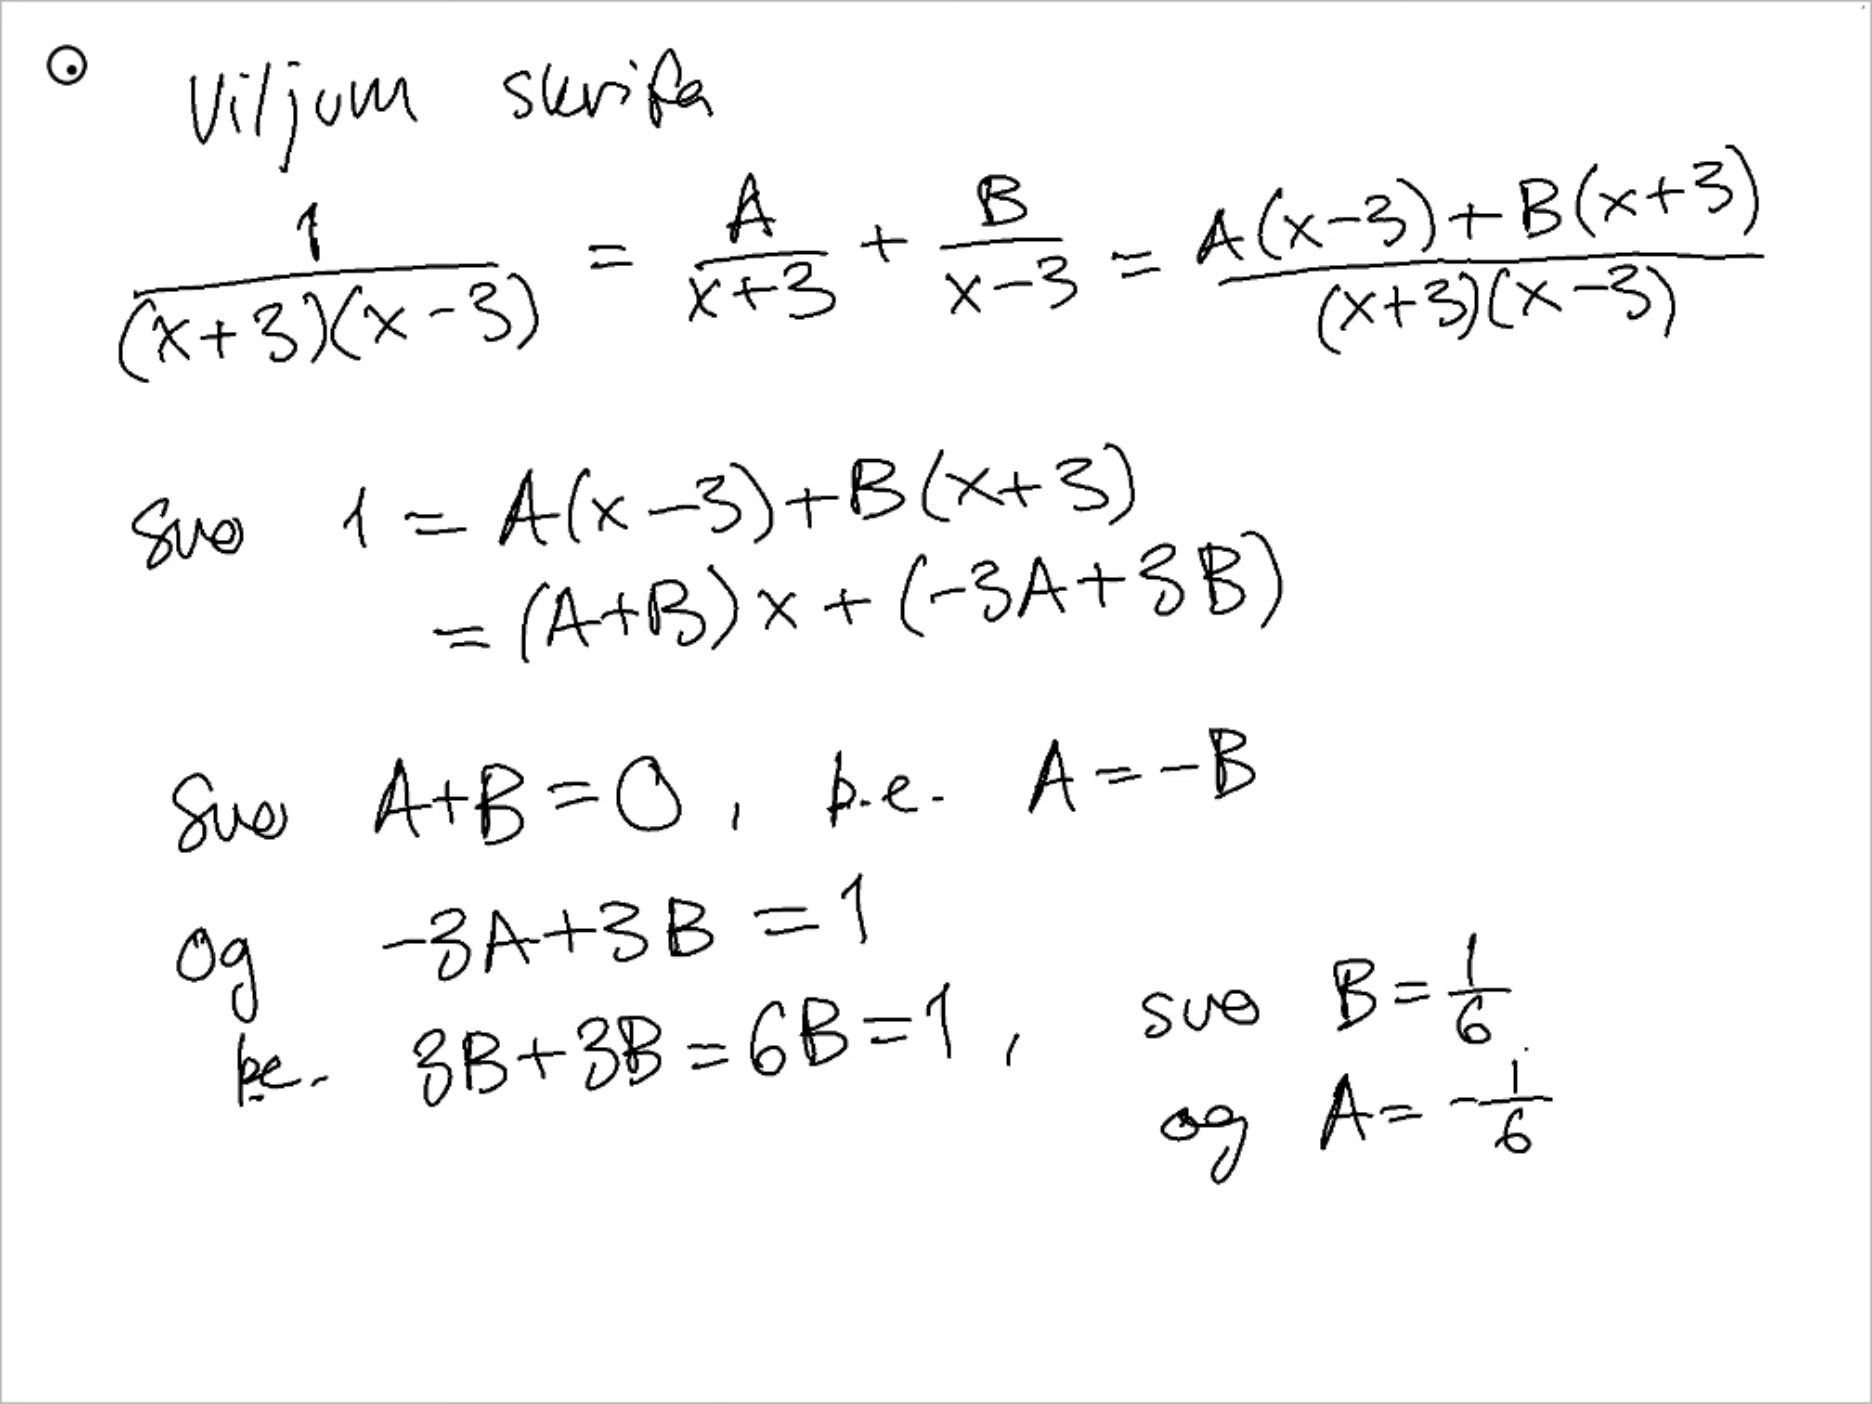 Viljum skrifa
1/((x+3)(x-3)) = A/(x+3) + B/(x-3) = (A(x-3)+B(x+3))/((x+3)(x-3))
Svo 1 = A(x-3)+B(x+3)
= (A+B)x + (-3A+3B)
Svo A+B=0, þ.e. A=-B
og -3A+3B = 1
þe. 3B+3B=6B=1, svo B=1/6
og A=-1/6